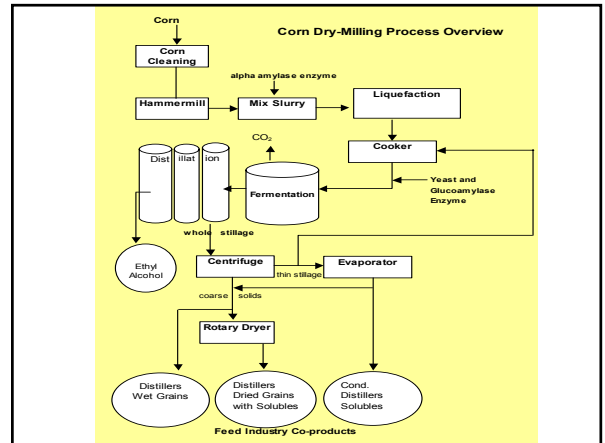 Corn Dry-Milling Process Overview
Corn
Corn
Cleaning
alpha amylase enzyme
Hammermill
Mix Slurry
Liquefaction
Cooker
CO₂
Dist illat ion
Fermentation
Yeast and
Glucoamylase
Enzyme
whole stillage
Ethyl
Alcohol
Centrifuge
thin stillage
Evaporator
coarse solids
Rotary Dryer
Distillers
Wet Grains
Distillers
Dried Grains
with Solubles
Cond.
Distillers
Solubles
Feed Industry Co-products